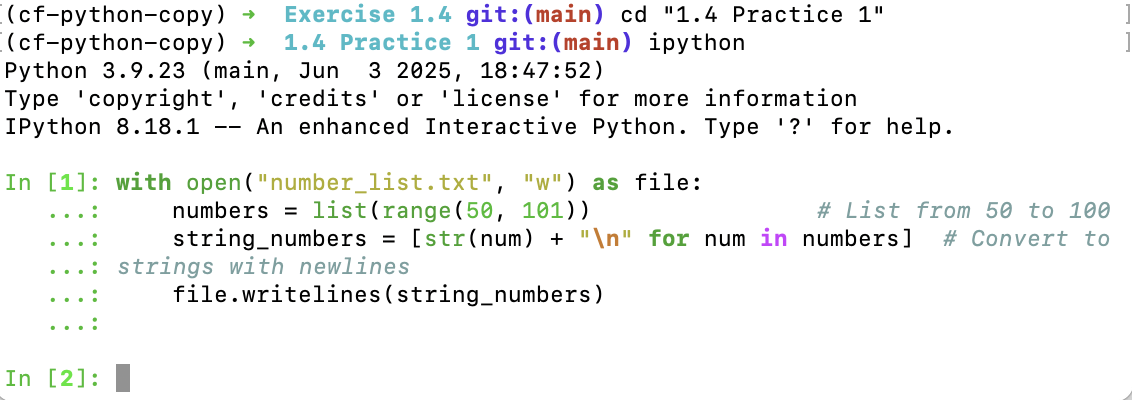 [(cf-python-copy) ➜  Exercise 1.4 git:(main) cd "1.4 Practice 1"                 ]
[(cf-python-copy) ➜  1.4 Practice 1 git:(main) ipython                           ]
Python 3.9.23 (main, Jun  3 2025, 18:47:52)
Type 'copyright', 'credits' or 'license' for more information
IPython 8.18.1 -- An enhanced Interactive Python. Type '?' for help.
In [1]: with open("number_list.txt", "w") as file:
   ...:     numbers = list(range(50, 101))                # List from 50 to 100
   ...:     string_numbers = [str(num) + "\n" for num in numbers]  # Convert to
   ...: strings with newlines
   ...:     file.writelines(string_numbers)
   ...:
In [2]: